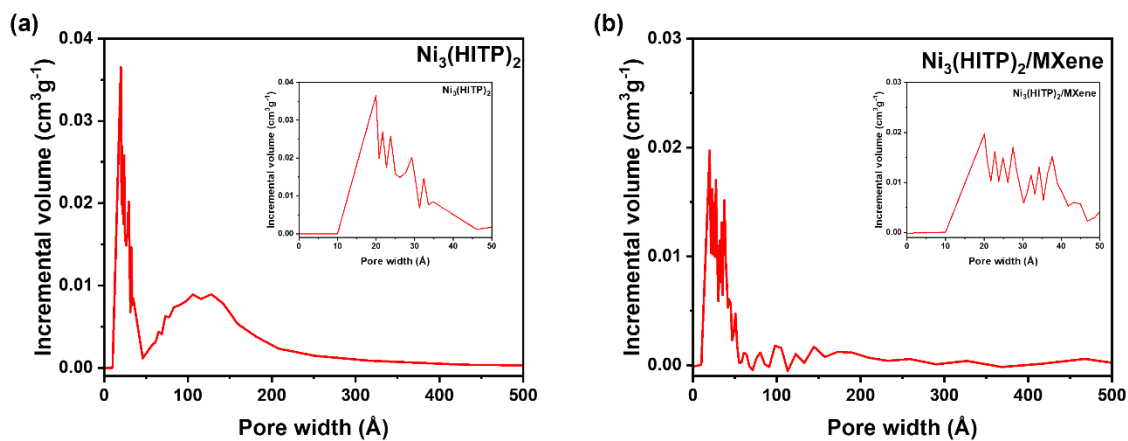 (a)
Ni₃(HITP)₂
Incremental volume (cm³g⁻¹)
0.04
0.03
0.02
0.01
0.00
0 100 200 300 400 500
Pore width (Å)
Ni₃(HITP)₂
Incremental volume (cm³g⁻¹)
0.04
0.03
0.02
0.01
0.00
0 10 20 30 40 50
Pore width (Å)
(b)
Ni₃(HITP)₂/MXene
Incremental volume (cm³g⁻¹)
0.03
0.02
0.01
0.00
0 100 200 300 400 500
Pore width (Å)
Ni₃(HITP)₂/MXene
Incremental volume (cm³g⁻¹)
0.03
0.02
0.01
0.00
0 10 20 30 40 50
Pore width (Å)